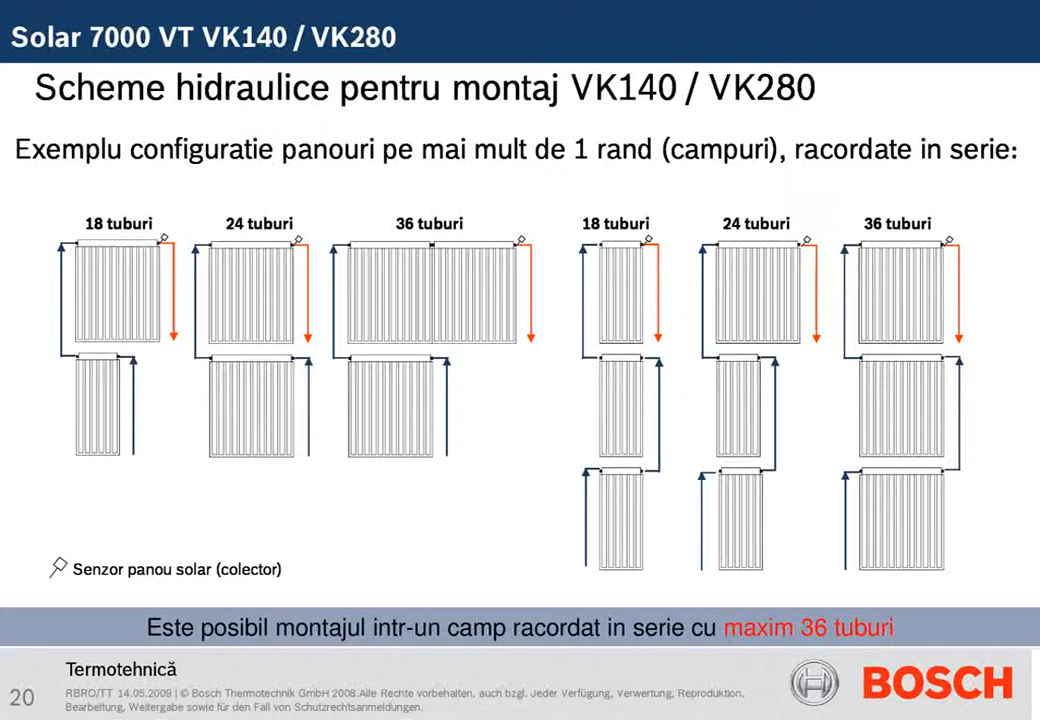 Solar 7000 VT VK140 / VK280
Scheme hidraulice pentru montaj VK140 / VK280
Exemplu configuratie panouri pe mai mult de 1 rand (campuri), racordate in serie:
18 tuburi 24 tuburi 36 tuburi 18 tuburi 24 tuburi 36 tuburi
Senzor panou solar (colector)
Este posibil montajul intr-un camp racordat in serie cu maxim 36 tuburi
Termotehnică
20
RBRO/TT 14.05.2009 | © Bosch Thermotechnik GmbH 2008.Alle Rechte vorbehalten, auch bzgl. Jeder Verfügung, Verwertung, Reproduktion,
Bearbeitung, Weitergabe sowie für den Fall von Schutzrechtsanmeldungen.
BOSCH